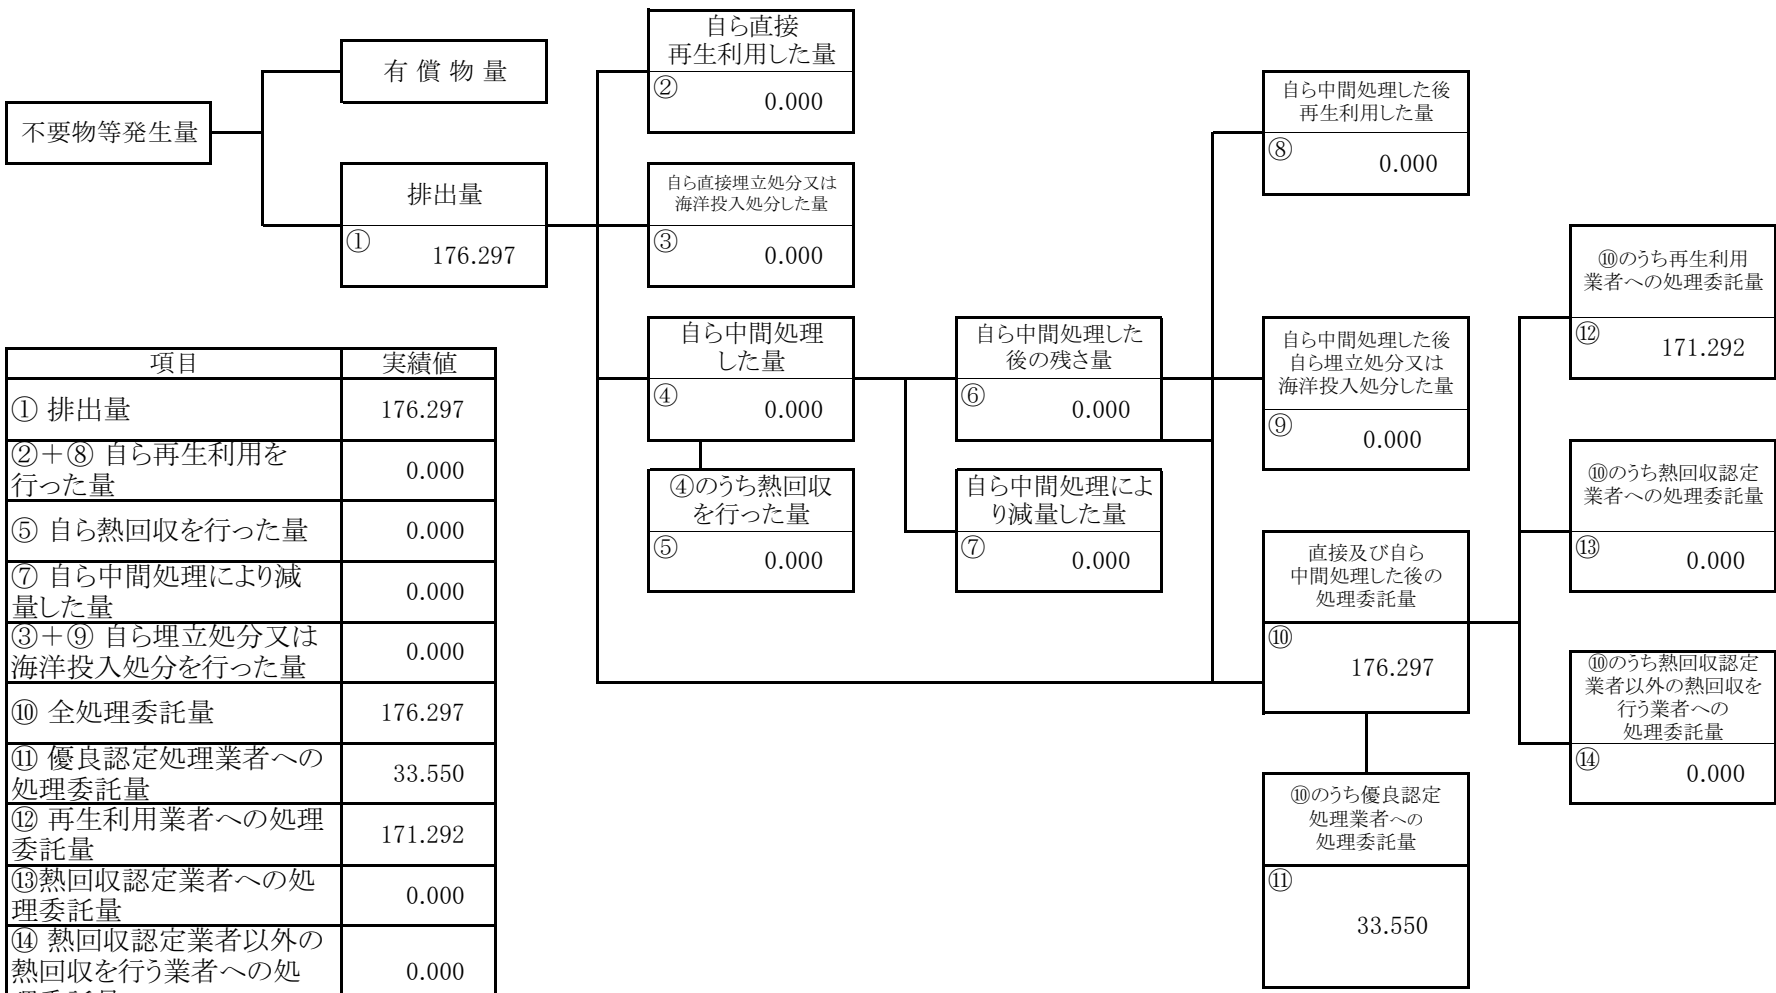 不要物等発生量
有 償 物 量
排出量
①
176.297
自ら直接
再生利用した量
②
0.000
自ら直接埋立処分又は
海洋投入処分した量
③
0.000
自ら中間処理
した量
④
0.000
④のうち熱回収
を行った量
⑤
0.000
自ら中間処理した
後の残さ量
⑥
0.000
自ら中間処理によ
り減量した量
⑦
0.000
自ら中間処理した後
再生利用した量
⑧
0.000
自ら中間処理した後
自ら埋立処分又は
海洋投入処分した量
⑨
0.000
直接及び自ら
中間処理した後の
処理委託量
⑩
176.297
⑩のうち優良認定
処理業者への
処理委託量
⑪
33.550
⑩のうち再生利用
業者への処理委託量
⑫
171.292
⑩のうち熱回収認定
業者への処理委託量
⑬
0.000
⑩のうち熱回収認定
業者以外の熱回収を
行う業者への
処理委託量
⑭
0.000
項目 実績値
① 排出量 176.297
②+⑧ 自ら再生利用を
行った量 0.000
⑤ 自ら熱回収を行った量 0.000
⑦ 自ら中間処理により減
量した量 0.000
③+⑨ 自ら埋立処分又は
海洋投入処分を行った量 0.000
⑩ 全処理委託量 176.297
⑪ 優良認定処理業者への
処理委託量 33.550
⑫ 再生利用業者への処理
委託量 171.292
⑬熱回収認定業者への処
理委託量 0.000
⑭ 熱回収認定業者以外の
熱回収を行う業者への処 0.000